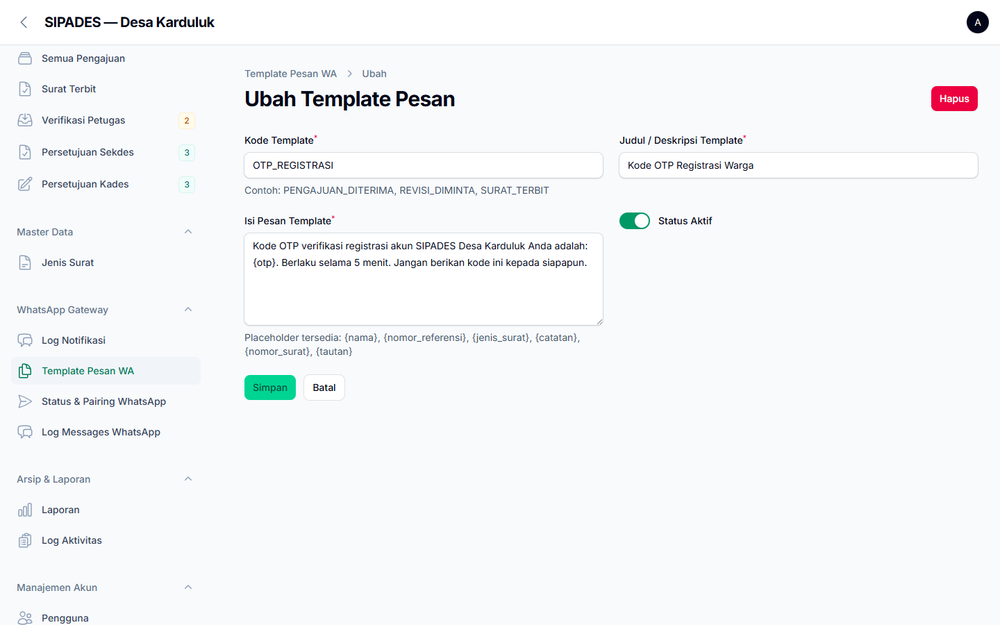 SIPADES — Desa Karduluk
A
Semua Pengajuan
Surat Terbit
Verifikasi Petugas
2
Persetujuan Sekdes
3
Persetujuan Kades
3
Master Data
Jenis Surat
WhatsApp Gateway
Log Notifikasi
Template Pesan WA
Status & Pairing WhatsApp
Log Messages WhatsApp
Arsip & Laporan
Laporan
Log Aktivitas
Manajemen Akun
Pengguna
Template Pesan WA > Ubah
Ubah Template Pesan
Hapus
Kode Template*
OTP_REGISTRASI
Contoh: PENGAJUAN_DITERIMA, REVISI_DIMINTA, SURAT_TERBIT
Judul / Deskripsi Template*
Kode OTP Registrasi Warga
Isi Pesan Template*
Kode OTP verifikasi registrasi akun SIPADES Desa Karduluk Anda adalah:
{otp}. Berlaku selama 5 menit. Jangan berikan kode ini kepada siapapun.
Placeholder tersedia: {nama}, {nomor_referensi}, {jenis_surat}, {catatan},
{nomor_surat}, {tautan}
Status Aktif
Simpan
Batal